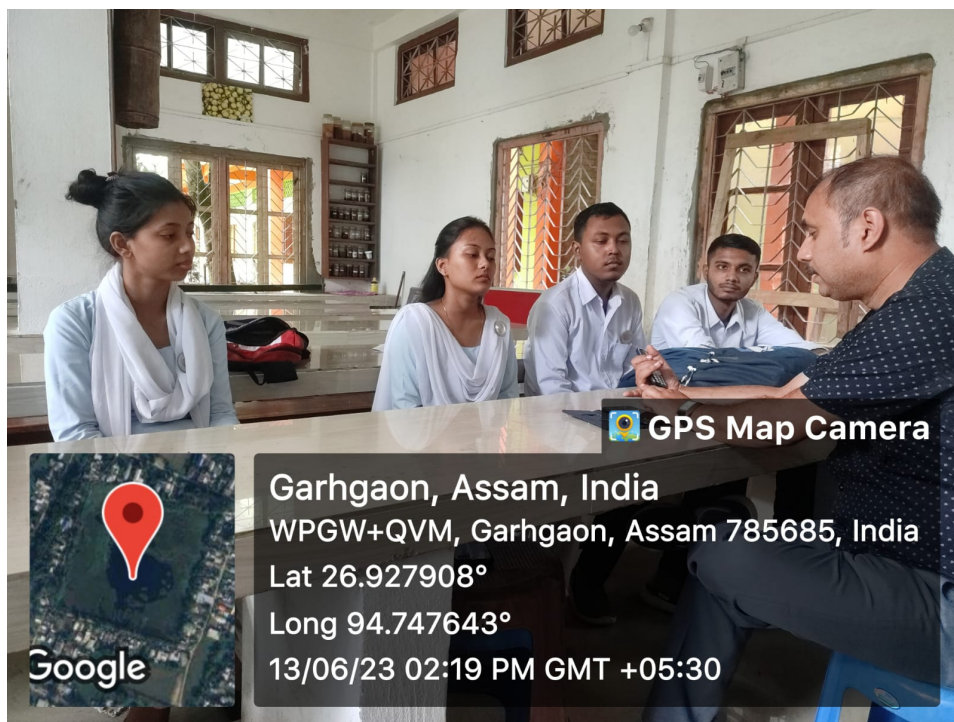 GPS Map Camera
Garhgaon, Assam, India
WPGW+QVM, Garhgaon, Assam 785685, India
Lat 26.927908°
Long 94.747643°
13/06/23 02:19 PM GMT +05:30
Google